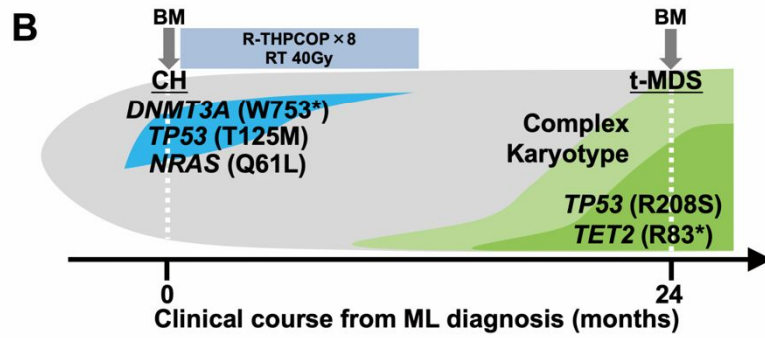 B
BM
BM
R-THPCOP × 8
RT 40Gy
CH
t-MDS
DNMT3A (W753*)
TP53 (T125M)
NRAS (Q61L)
Complex
Karyotype
TP53 (R208S)
TET2 (R83*)
0
24
Clinical course from ML diagnosis (months)